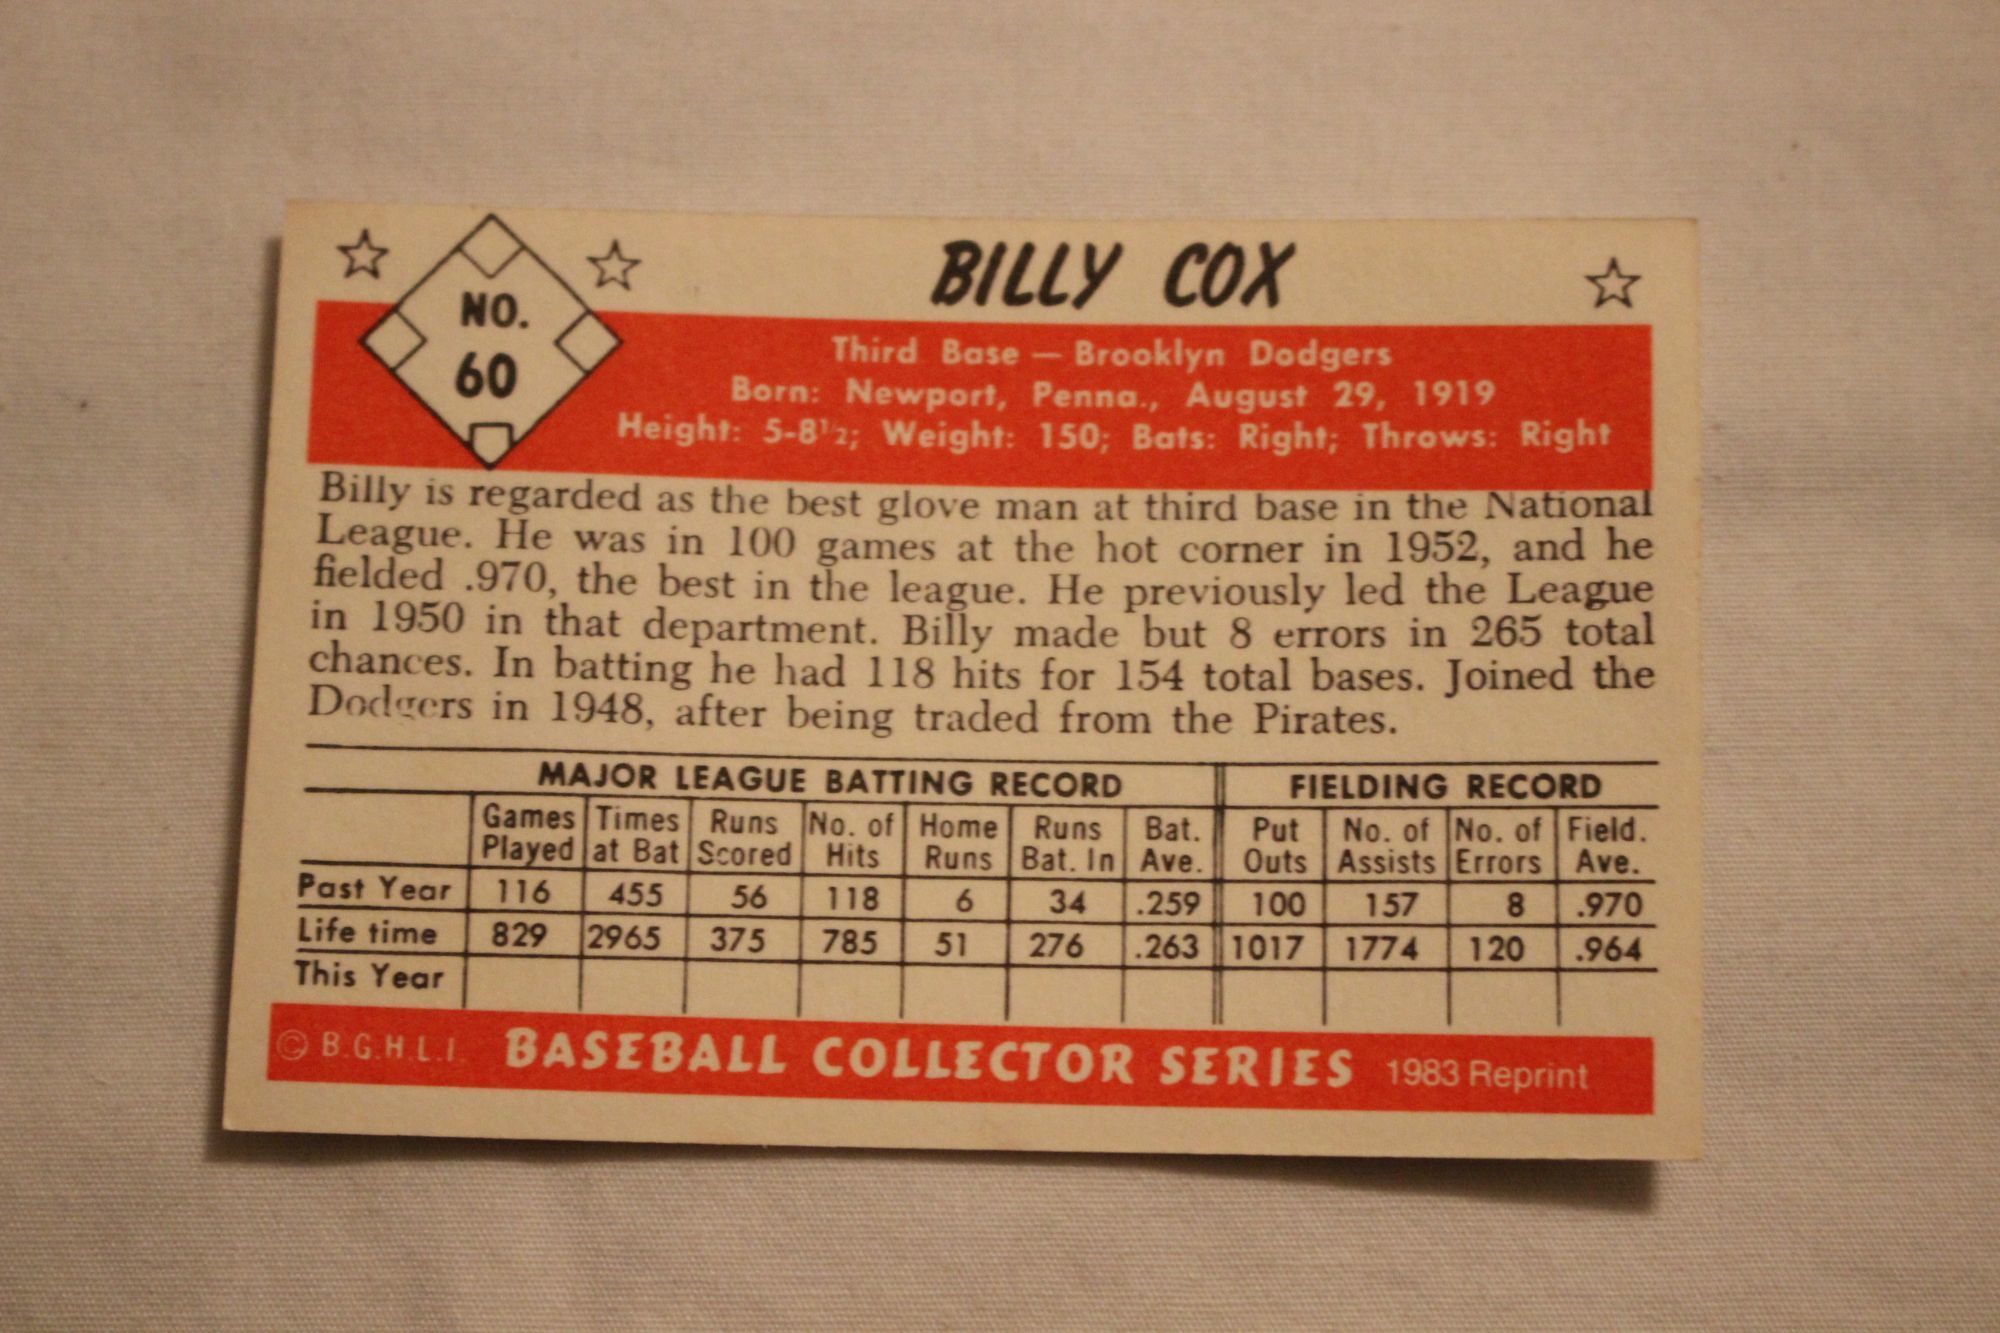 NO.
60
BILLY COX
Third Base — Brooklyn Dodgers
Born: Newport, Penna., August 29, 1919
Height: 5-8½; Weight: 150; Bats: Right; Throws: Right
Billy is regarded as the best glove man at third base in the National
League. He was in 100 games at the hot corner in 1952, and he
fielded .970, the best in the league. He previously led the League
in 1950 in that department. Billy made but 8 errors in 265 total
chances. In batting he had 118 hits for 154 total bases. Joined the
Dodgers in 1948, after being traded from the Pirates.
MAJOR LEAGUE BATTING RECORD FIELDING RECORD
Games Times Runs No. of Home Runs Bat. Put No. of No. of Field.
Played at Bat Scored Hits Runs Bat. In Ave. Outs Assists Errors Ave.
Past Year 116 455 56 118 6 34 .259 100 157 8 .970
Life time 829 2965 375 785 51 276 .263 1017 1774 120 .964
This Year
© B.G.H.L.I. BASEBALL COLLECTOR SERIES 1983 Reprint